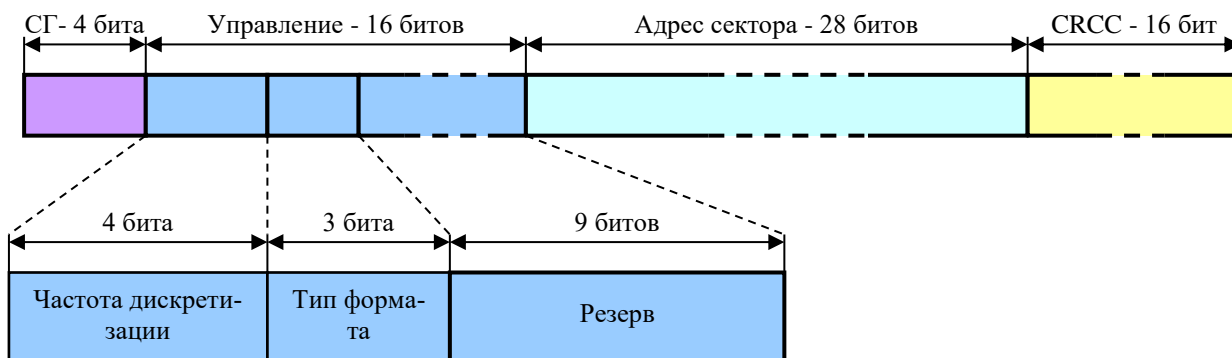 СГ- 4 бита
Управление - 16 битов
Адрес сектора - 28 битов
CRCC - 16 бит
4 бита
3 бита
9 битов
Частота дискрети-
зации
Тип форма-
та
Резерв